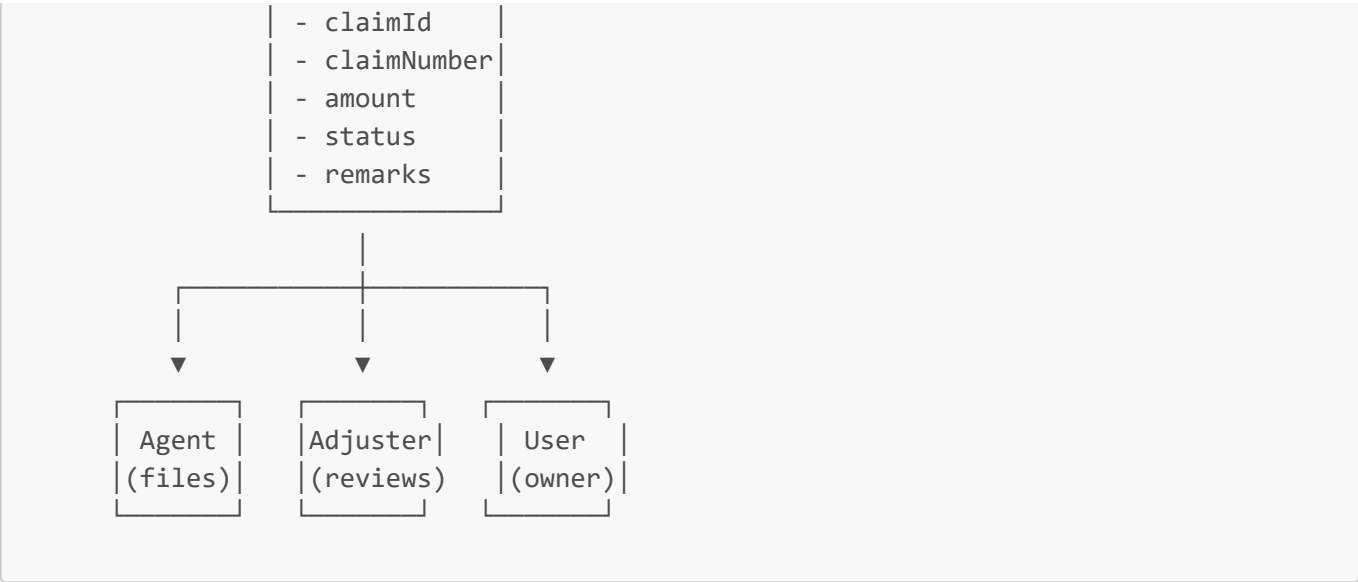 - claimId
- claimNumber
- amount
- status
- remarks
Agent Adjuster User
(files) (reviews) (owner)